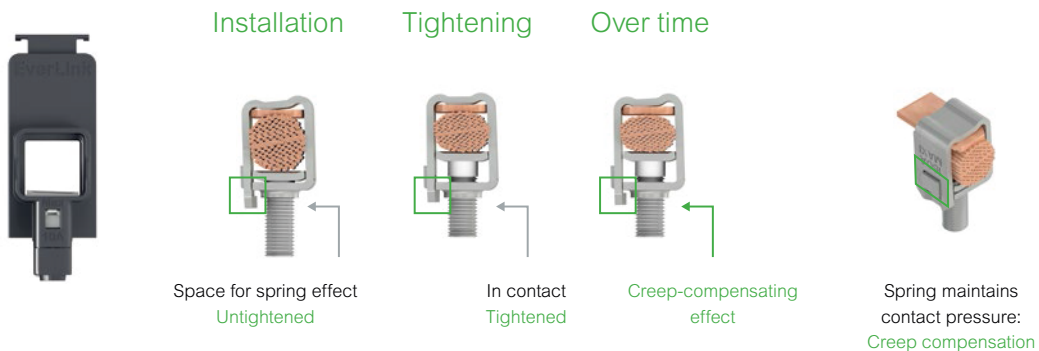 Installation
Tightening
Over time
EverLink
Space for spring effect
Untightened
In contact
Tightened
Creep-compensating
effect
Spring maintains
contact pressure:
Creep compensation